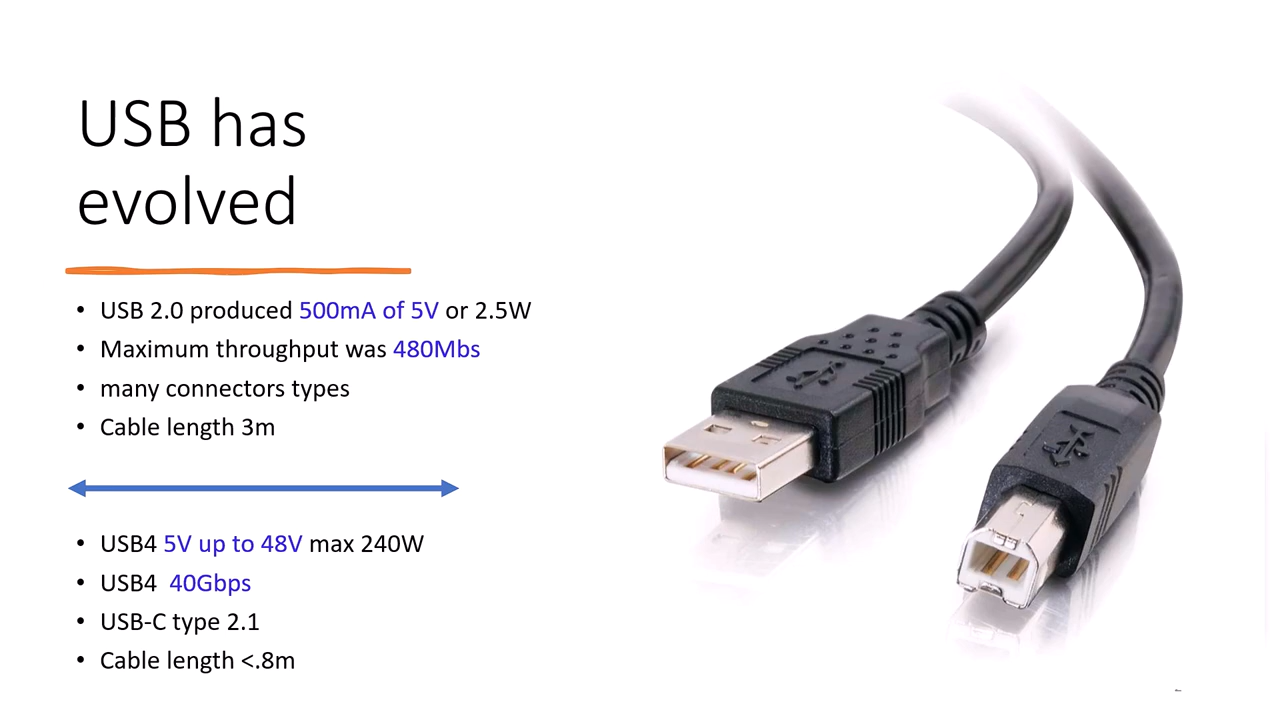 USB has
evolved
• USB 2.0 produced 500mA of 5V or 2.5W
• Maximum throughput was 480Mbs
• many connectors types
• Cable length 3m
• USB4 5V up to 48V max 240W
• USB4 40Gbps
• USB-C type 2.1
• Cable length <.8m